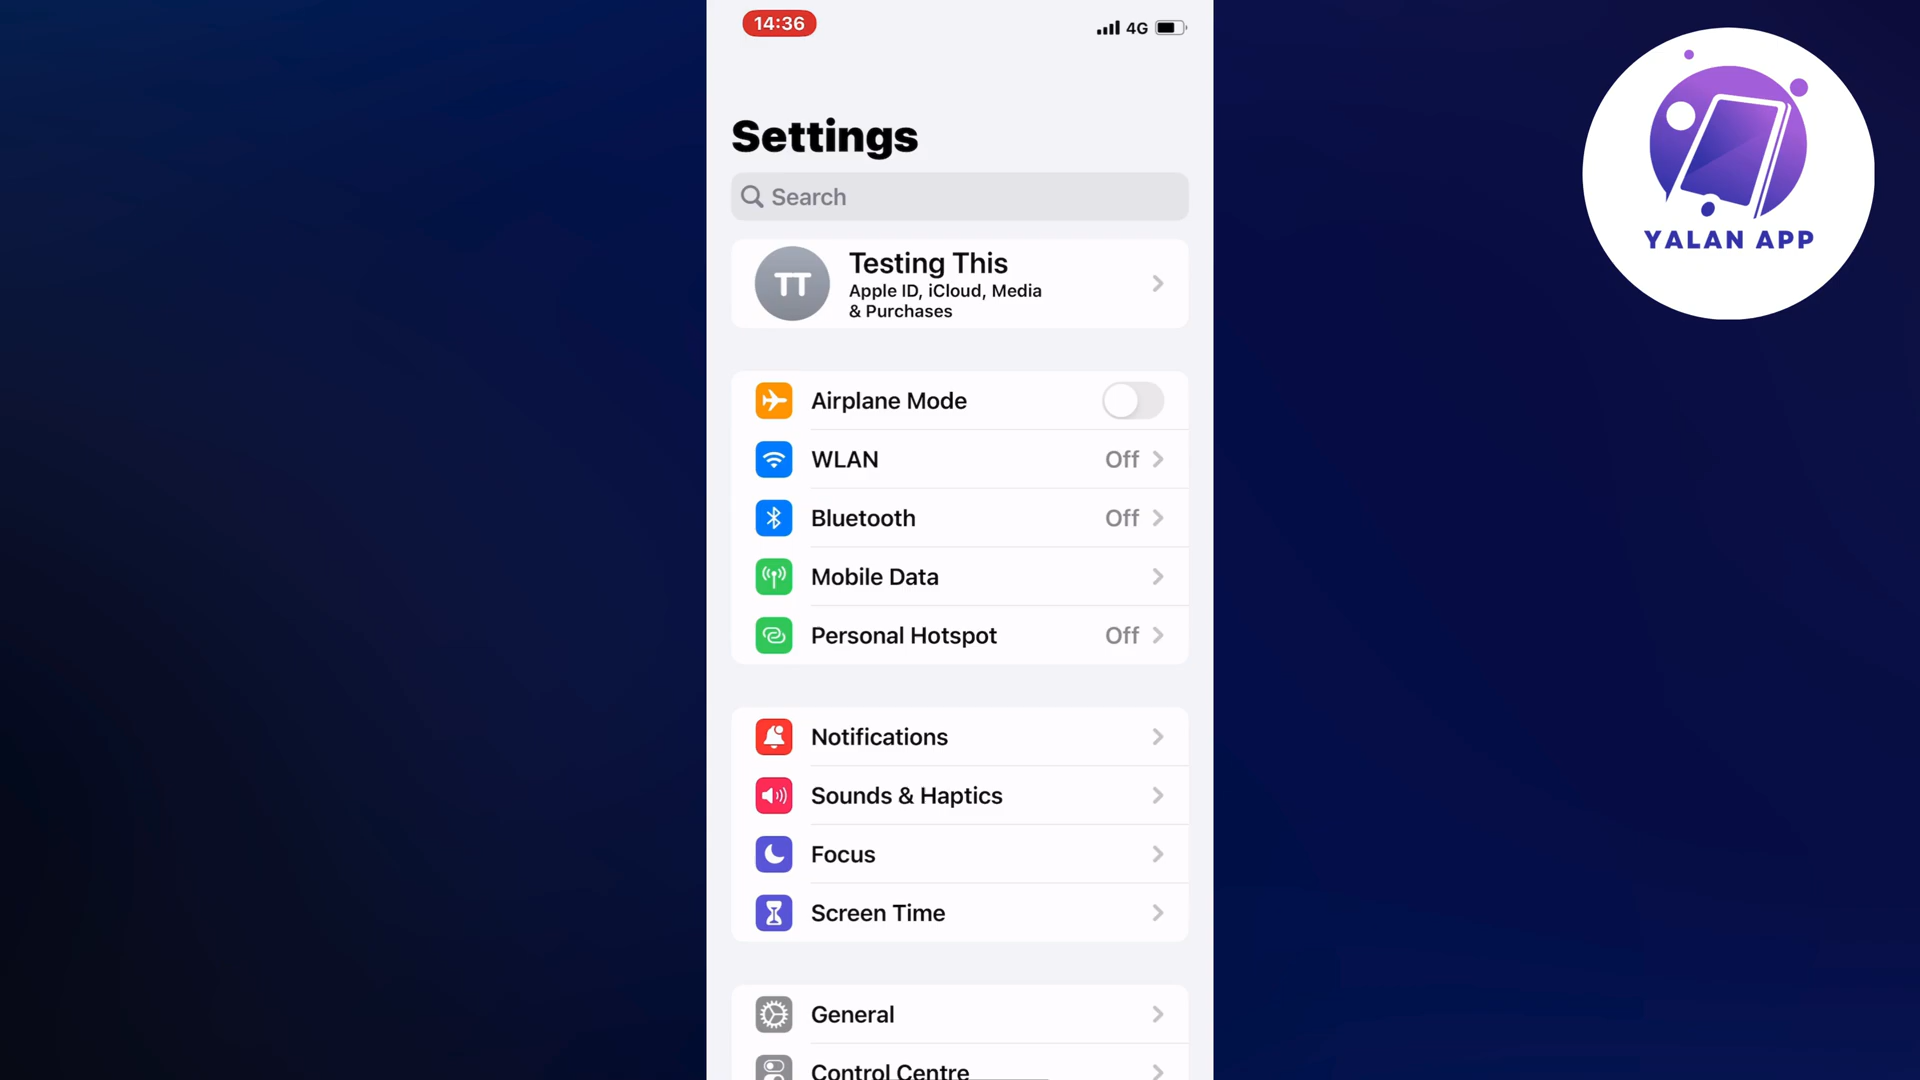 14:36
4G
YALAN APP
Settings
Search
TT
Testing This
Apple ID, iCloud, Media
& Purchases
Airplane Mode
WLAN Off
Bluetooth Off
Mobile Data
Personal Hotspot Off
Notifications
Sounds & Haptics
Focus
Screen Time
General
Control Centre